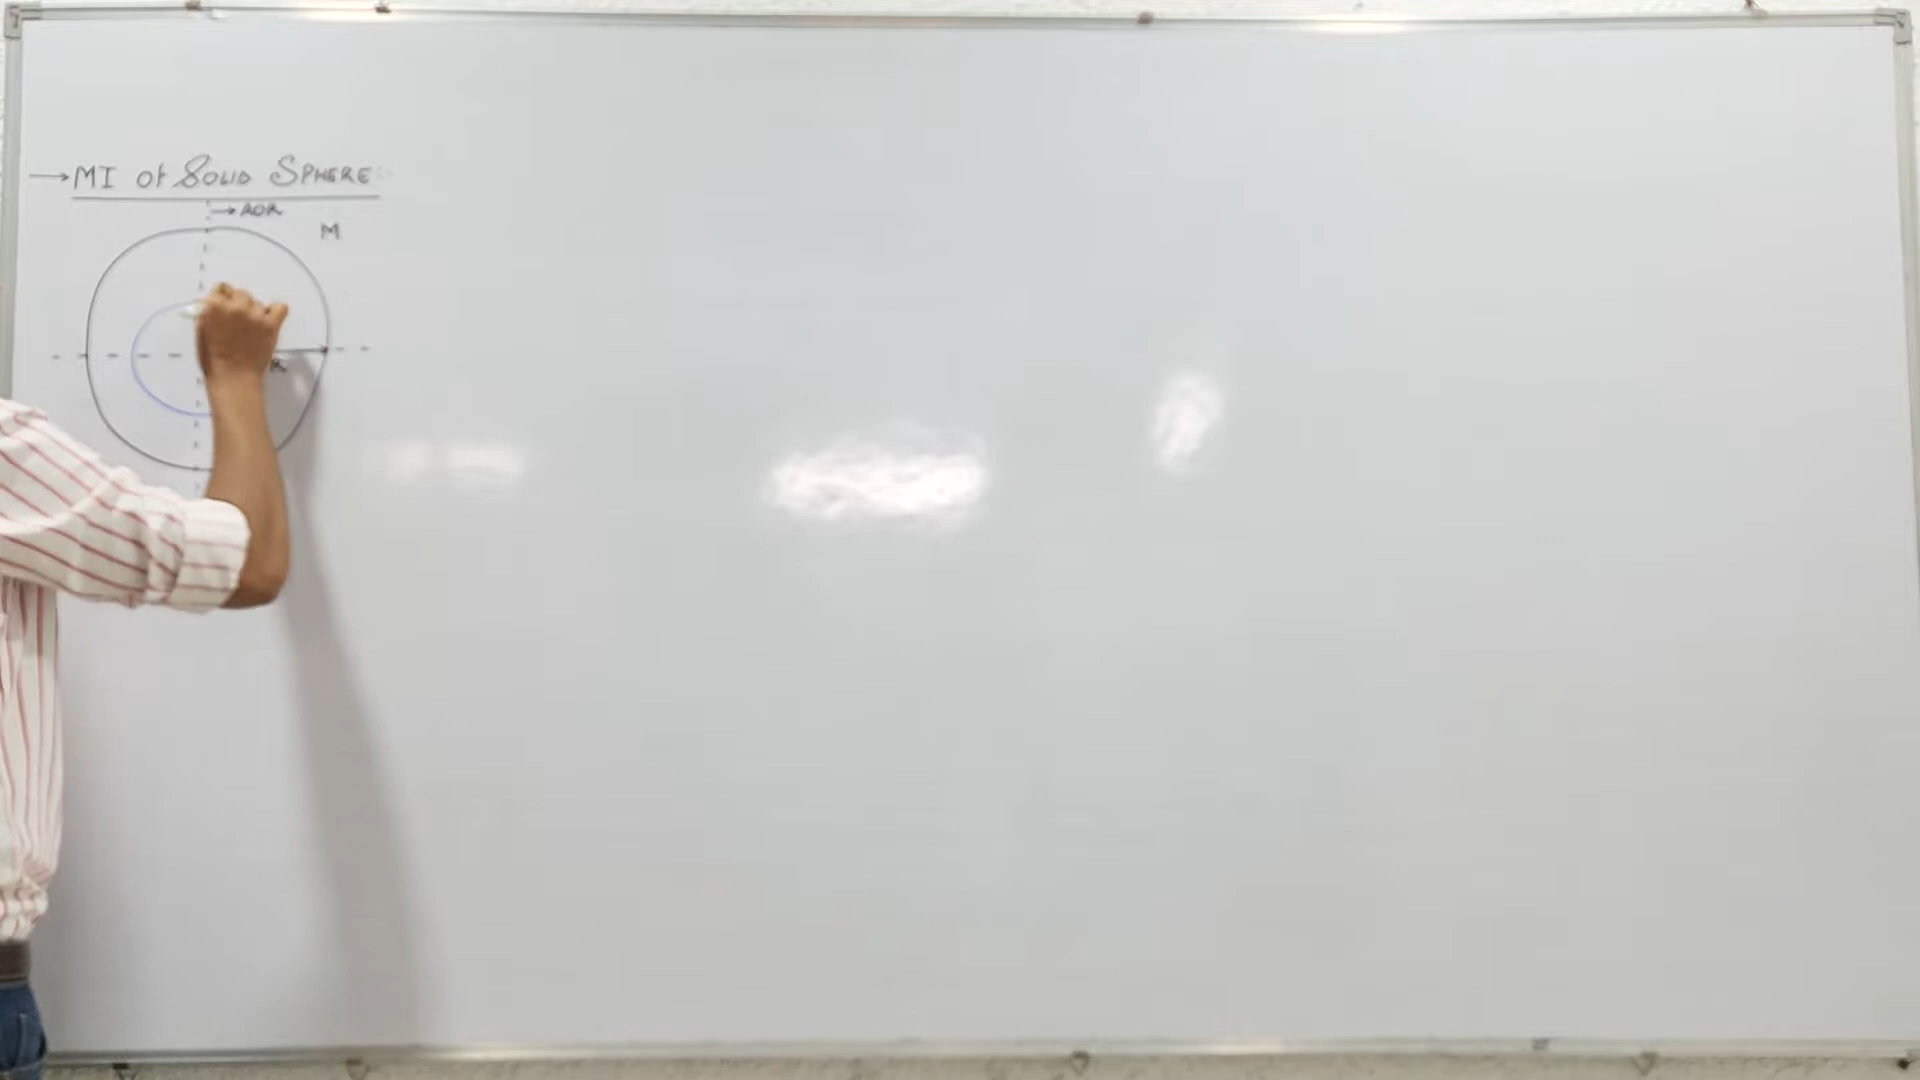 →MI of SOLID SPHERE:
→AOR
M
R